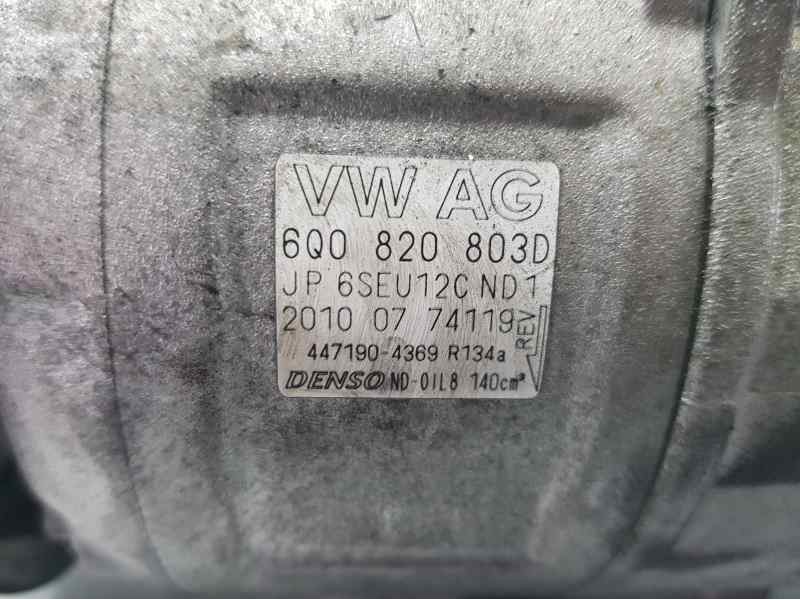 VW AG
6Q0 820 803D
JP 6SEU12C ND1
2010 07 74119
REV
447190-4369 R134a
DENSO ND-OIL8 140cm³